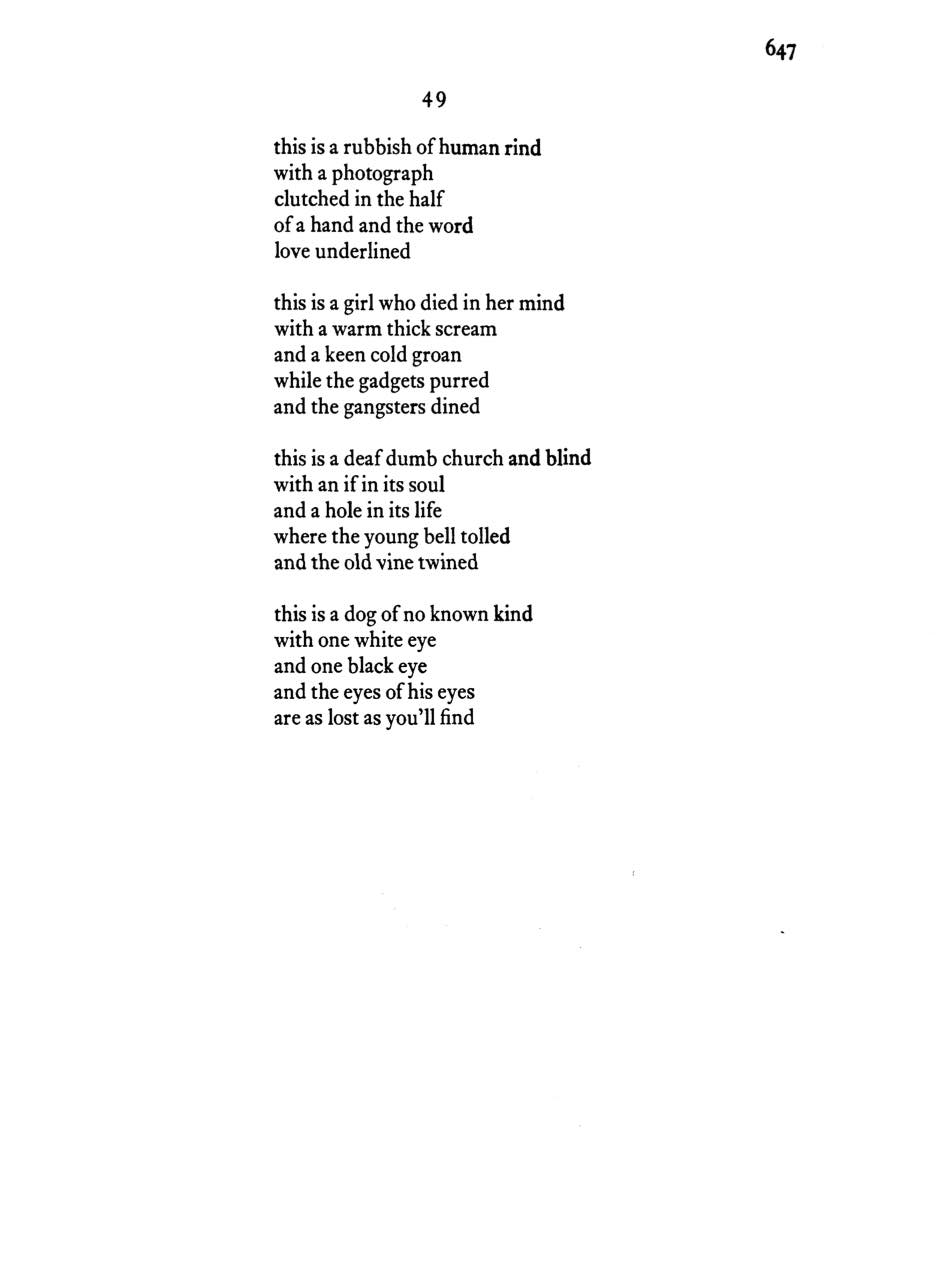 647
49
this is a rubbish of human rind
with a photograph
clutched in the half
of a hand and the word
love underlined
this is a girl who died in her mind
with a warm thick scream
and a keen cold groan
while the gadgets purred
and the gangsters dined
this is a deaf dumb church and blind
with an if in its soul
and a hole in its life
where the young bell tolled
and the old vine twined
this is a dog of no known kind
with one white eye
and one black eye
and the eyes of his eyes
are as lost as you'll find